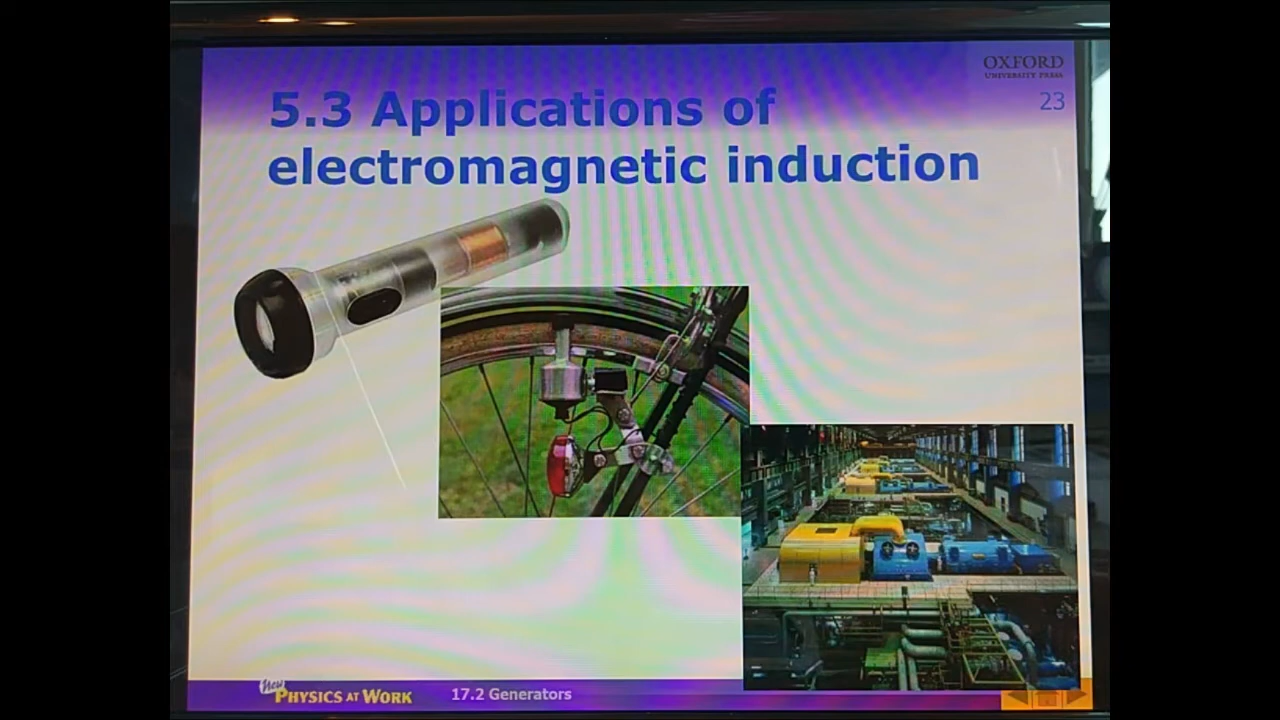 OXFORD
UNIVERSITY PRESS
23
5.3 Applications of
electromagnetic induction
New
PHYSICS AT WORK
17.2 Generators